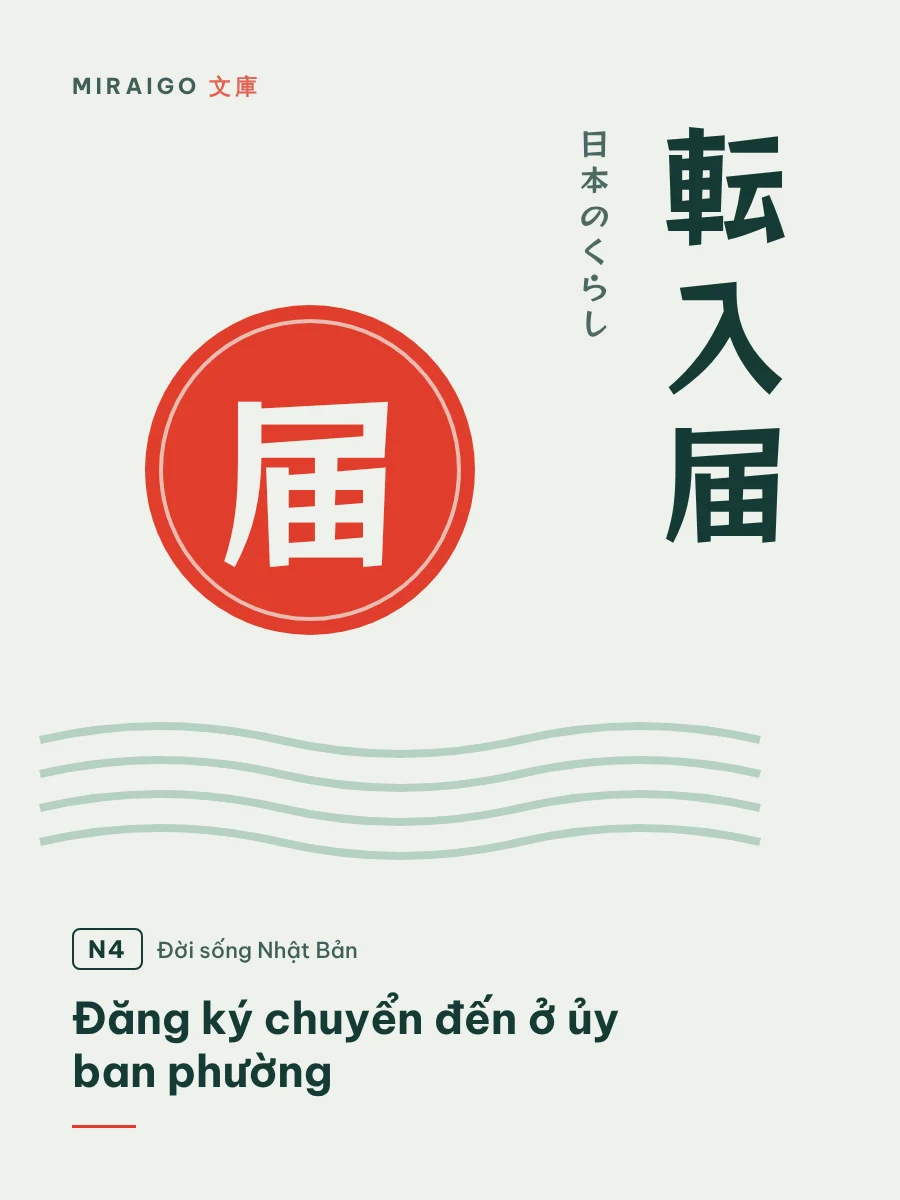 MIRAIGO 文庫
転入届
日本のくらし
届
N4 Đời sống Nhật Bản
Đăng ký chuyển đến ở ủy
ban phường